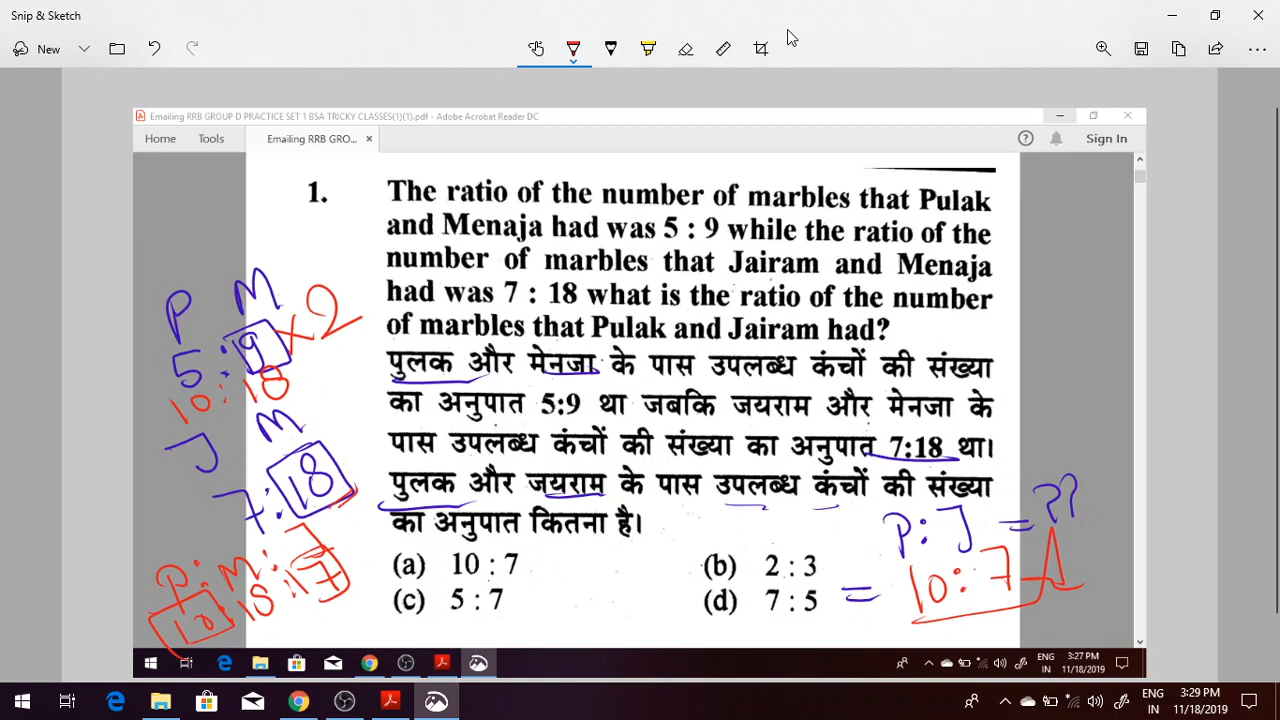 Snip & Sketch
New
Emailing RRB GROUP D PRACTICE SET 1 BSA TRICKY CLASSES(1)(1).pdf - Adobe Acrobat Reader DC
Home Tools Emailing RRB GRO... × Sign In
1. The ratio of the number of marbles that Pulak
and Menaja had was 5 : 9 while the ratio of the
number of marbles that Jairam and Menaja
had was 7 : 18 what is the ratio of the number
of marbles that Pulak and Jairam had?
पुलक और मेनजा के पास उपलब्ध कंचों की संख्या
का अनुपात 5:9 था जबकि जयराम और मेनजा के
पास उपलब्ध कंचों की संख्या का अनुपात 7:18 था।
पुलक और जयराम के पास उपलब्ध कंचों की संख्या
का अनुपात कितना है।
(a) 10 : 7 (b) 2 : 3
(c) 5 : 7 (d) 7 : 5
P M
5 : 9 × 2
10 : 18
J M
7 : 18
P : M : J
10 : 18 : 7
P : J = ??
= 10 : 7 A
ENG 3:27 PM
IN 11/18/2019
ENG 3:29 PM
IN 11/18/2019